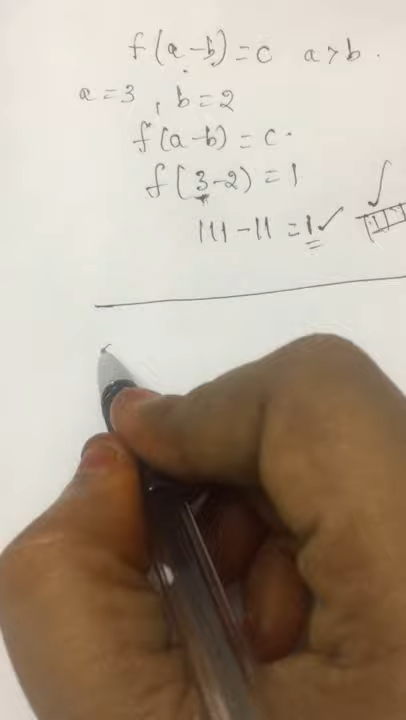 f(a-b)=c a>b.
a=3, b=2
f(a-b)=c.
f(3-2)=1
111-11=1✓